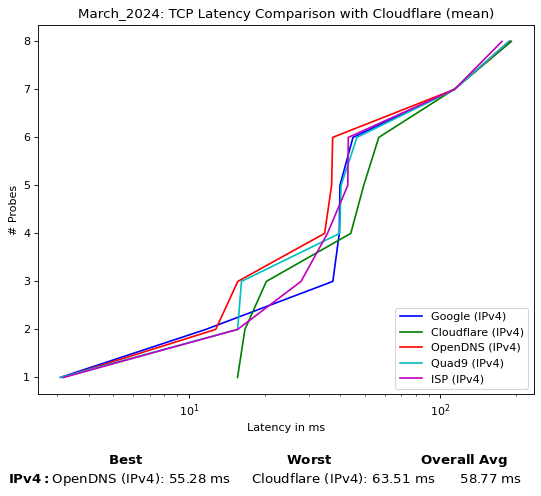 March_2024: TCP Latency Comparison with Cloudflare (mean)
8
7
6
5
4
3
2
1
# Probes
Google (IPv4)
Cloudflare (IPv4)
OpenDNS (IPv4)
Quad9 (IPv4)
ISP (IPv4)
10¹ 10²
Latency in ms
Best Worst Overall Avg
IPv4: OpenDNS (IPv4): 55.28 ms Cloudflare (IPv4): 63.51 ms 58.77 ms